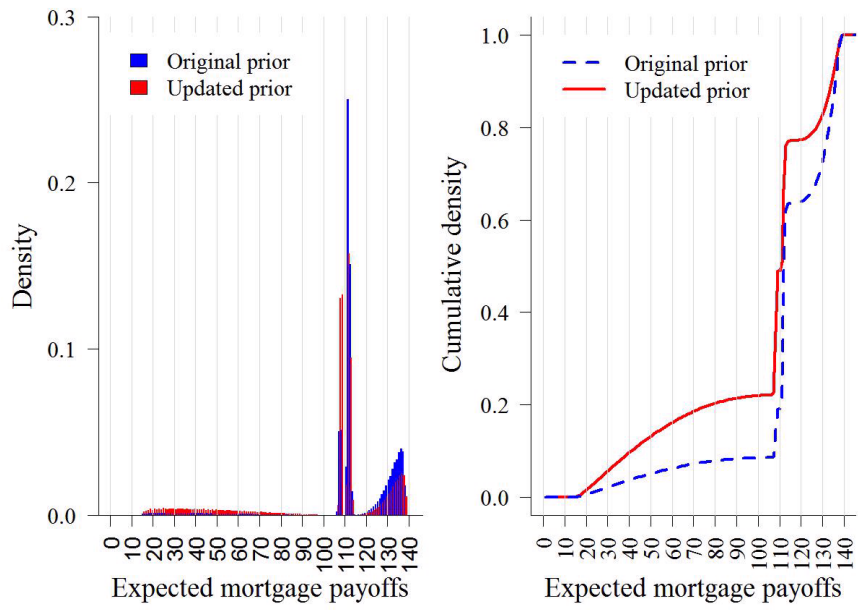 0.3
Original prior
Updated prior
0.2
Density
0.1
0.0
0 10 20 30 40 50 60 70 80 90 100 110 120 130 140
Expected mortgage payoffs
1.0
Original prior
Updated prior
0.8
0.6
Cumulative density
0.4
0.2
0.0
0 10 20 30 40 50 60 70 80 90 100 110 120 130 140
Expected mortgage payoffs